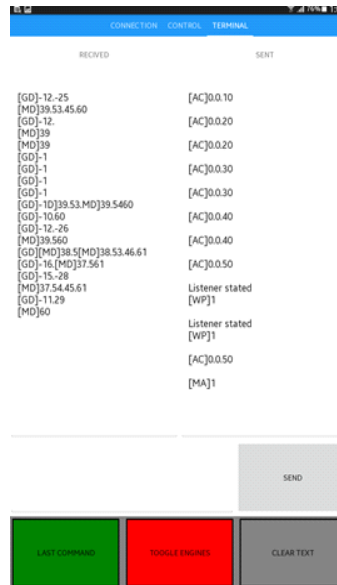 76% 1
CONNECTION CONTROL TERMINAL
RECIVED SENT
[GD]-12.-25
[MD]39.53.45.60
[GD]-12.
[MD]39
[MD]39
[GD]-1
[GD]-1
[GD]-1
[GD]-1
[GD]-1D]39.53.MD]39.5460
[GD]-10.60
[GD]-12.-26
[MD]39.560
[GD][MD]38.5[MD]38.53.46.61
[GD]-16.[MD]37.561
[GD]-15.-28
[MD]37.54.45.61
[GD]-11.29
[MD]60
[AC]0.0.10
[AC]0.0.20
[AC]0.0.20
[AC]0.0.30
[AC]0.0.30
[AC]0.0.40
[AC]0.0.40
[AC]0.0.50
Listener stated
[WP]1
Listener stated
[WP]1
[AC]0.0.50
[MA]1
SEND
LAST COMMAND
TOGGLE ENGINES
CLEAR TEXT